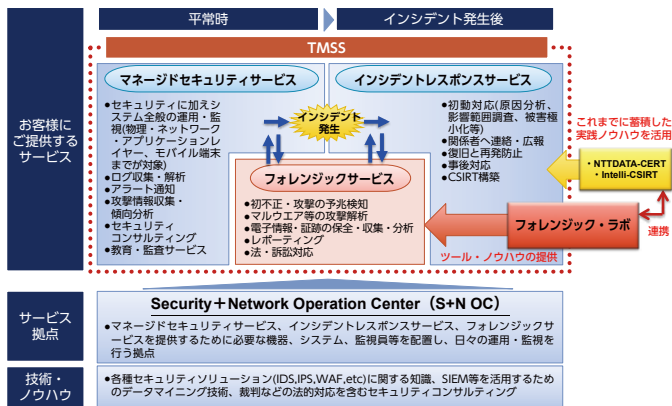 平常時
インシデント発生後
TMSS
お客様に
ご提供する
サービス
マネージドセキュリティサービス
●セキュリティに加えシ
ステム全般の運用・監
視(物理・ネットワーク
・アプリケーションレ
イヤー、モバイル端末
までが対象)
●ログ収集・解析
●アラート通知
●攻撃情報収集・
傾向分析
●セキュリティ
コンサルティング
●教育・監査サービス
インシデント
発生
インシデントレスポンスサービス
●初動対応(原因分析、
影響範囲調査、被害極
小化等)
●関係者へ連絡・広報
●復旧と再発防止
●事後対応
●CSIRT構築
フォレンジックサービス
●初不正・攻撃の予兆検知
●マルウエア等の攻撃解析
●電子情報・証跡の保全・収集・分析
●レポーティング
●法・訴訟対応
これまでに蓄積した
実践ノウハウを活用
・NTTDATA-CERT
・Intelli-CSIRT
フォレンジック・ラボ
連携
ツール・ノウハウの提供
サービス
拠点
Security＋Network Operation Center（S+N OC）
●マネージドセキュリティサービス、インシデントレスポンスサービス、フォレンジックサ
ービスを提供するために必要な機器、システム、監視員等を配置し、日々の運用・監視を
行う拠点
技術・
ノウハウ
●各種セキュリティソリューション(IDS,IPS,WAF,etc)に関する知識、SIEM等を活用するため
のデータマイニング技術、裁判などの法的対応を含むセキュリティコンサルティング